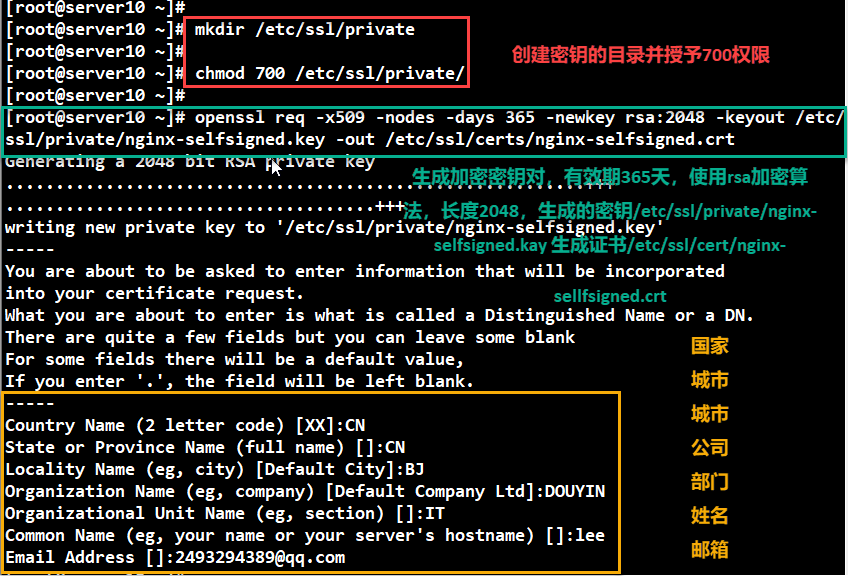 [root@server10 ~]#
[root@server10 ~]# mkdir /etc/ssl/private
[root@server10 ~]#
[root@server10 ~]# chmod 700 /etc/ssl/private/
创建密钥的目录并授予700权限
[root@server10 ~]#
[root@server10 ~]# openssl req -x509 -nodes -days 365 -newkey rsa:2048 -keyout /etc/
ssl/private/nginx-selfsigned.key -out /etc/ssl/certs/nginx-selfsigned.crt
Generating a 2048 bit RSA private key
生成加密密钥对，有效期365天，使用rsa加密算
法，长度2048，生成的密钥/etc/ssl/private/nginx-
selfsigned.kay 生成证书/etc/ssl/cert/nginx-
sellfsigned.crt
writing new private key to '/etc/ssl/private/nginx-selfsigned.key'
-----
You are about to be asked to enter information that will be incorporated
into your certificate request.
What you are about to enter is what is called a Distinguished Name or a DN.
There are quite a few fields but you can leave some blank
For some fields there will be a default value,
If you enter '.', the field will be left blank.
-----
Country Name (2 letter code) [XX]:CN
State or Province Name (full name) []:CN
Locality Name (eg, city) [Default City]:BJ
Organization Name (eg, company) [Default Company Ltd]:DOUYIN
Organizational Unit Name (eg, section) []:IT
Common Name (eg, your name or your server's hostname) []:lee
Email Address []:2493294389@qq.com
国家
城市
城市
公司
部门
姓名
邮箱